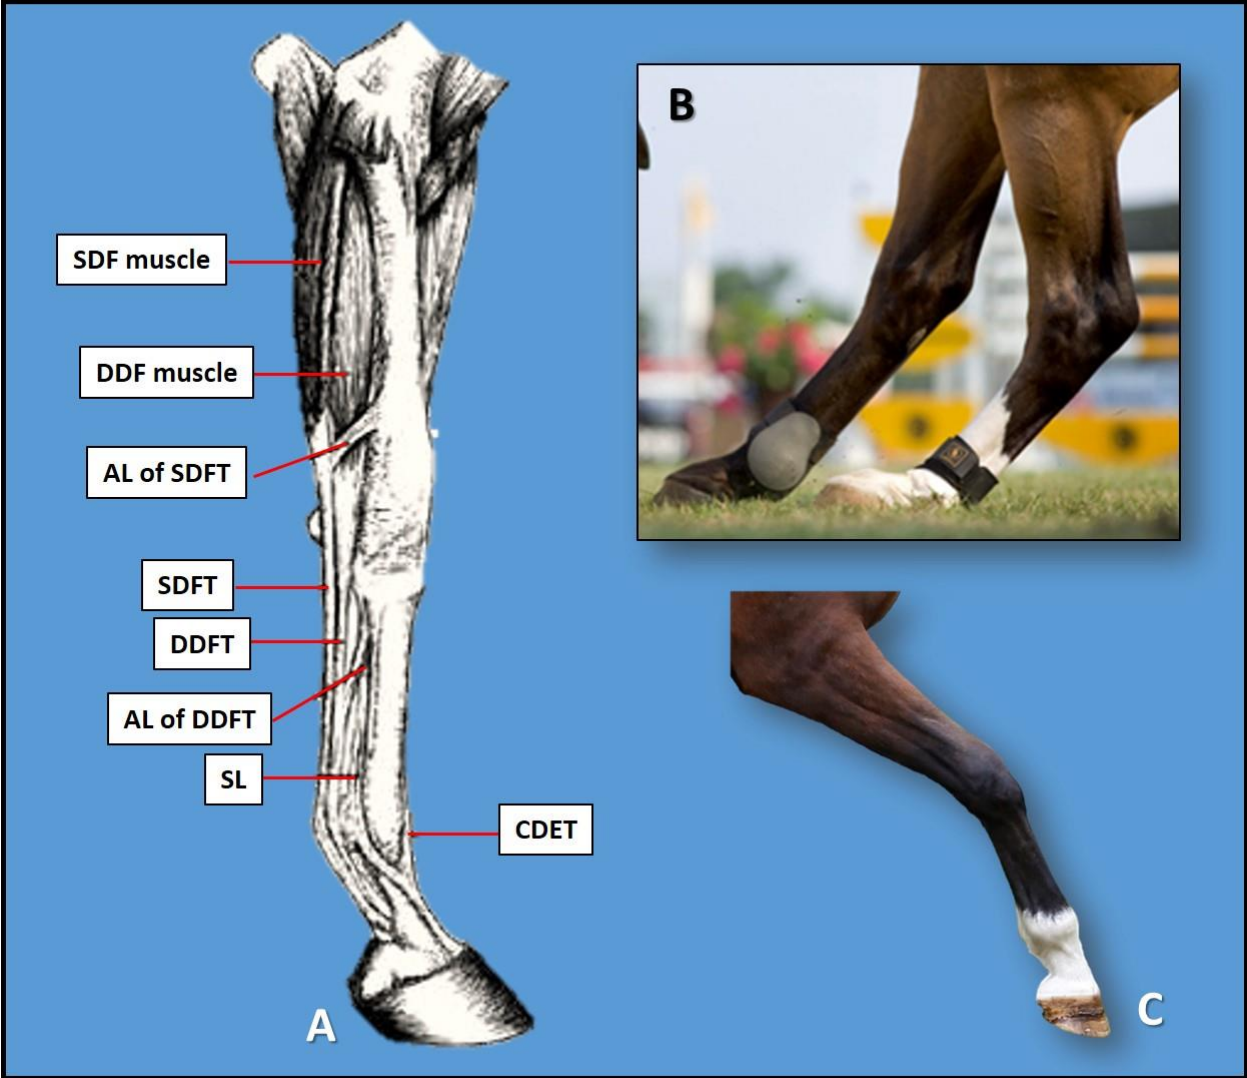 B
SDF muscle
DDF muscle
AL of SDFT
SDFT
DDFT
AL of DDFT
SL
CDET
A
C